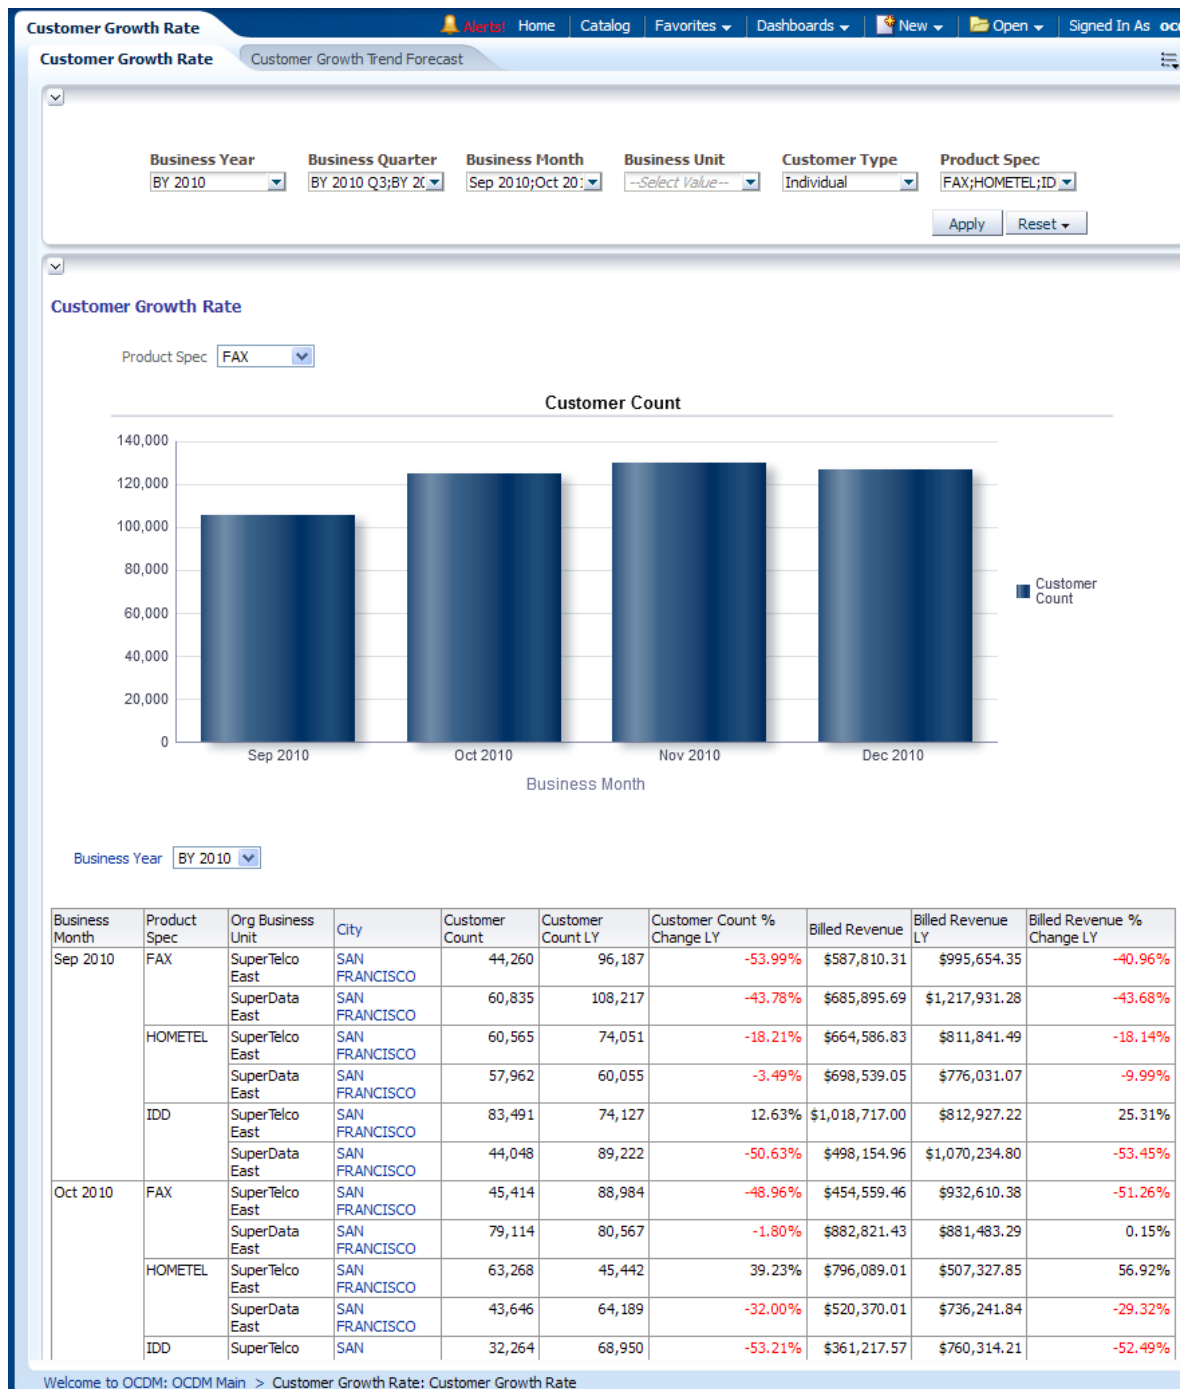 Customer Growth Rate Alerts! Home Catalog Favorites Dashboards New Open Signed In As
Customer Growth Rate Customer Growth Trend Forecast
Business Year Business Quarter Business Month Business Unit Customer Type Product Spec
BY 2010 BY 2010 Q3;BY 20 Sep 2010;Oct 20 --Select Value-- Individual FAX;HOMETEL;ID
Apply Reset
Customer Growth Rate
Product Spec FAX
Customer Count
140,000
120,000
100,000
80,000
60,000
40,000
20,000
0
Customer
Count
Sep 2010 Oct 2010 Nov 2010 Dec 2010
Business Month
Business Year BY 2010
Business Month Product Spec Org Business Unit City Customer Count Customer Count LY Customer Count % Change LY Billed Revenue Billed Revenue LY Billed Revenue % Change LY
Sep 2010 FAX SuperTelco East SAN FRANCISCO 44,260 96,187 -53.99% $587,810.31 $995,654.35 -40.96%
SuperData East SAN FRANCISCO 60,835 108,217 -43.78% $685,895.69 $1,217,931.28 -43.68%
HOMETEL SuperTelco East SAN FRANCISCO 60,565 74,051 -18.21% $664,586.83 $811,841.49 -18.14%
SuperData East SAN FRANCISCO 57,962 60,055 -3.49% $698,539.05 $776,031.07 -9.99%
IDD SuperTelco East SAN FRANCISCO 83,491 74,127 12.63% $1,018,717.00 $812,927.22 25.31%
SuperData East SAN FRANCISCO 44,048 89,222 -50.63% $498,154.96 $1,070,234.80 -53.45%
Oct 2010 FAX SuperTelco East SAN FRANCISCO 45,414 88,984 -48.96% $454,559.46 $932,610.38 -51.26%
SuperData East SAN FRANCISCO 79,114 80,567 -1.80% $882,821.43 $881,483.29 0.15%
HOMETEL SuperTelco East SAN FRANCISCO 63,268 45,442 39.23% $796,089.01 $507,327.85 56.92%
SuperData East SAN FRANCISCO 43,646 64,189 -32.00% $520,370.01 $736,241.84 -29.32%
IDD SuperTelco SAN 32,264 68,950 -53.21% $361,217.57 $760,314.21 -52.49%
Welcome to OCDM: OCDM Main > Customer Growth Rate: Customer Growth Rate